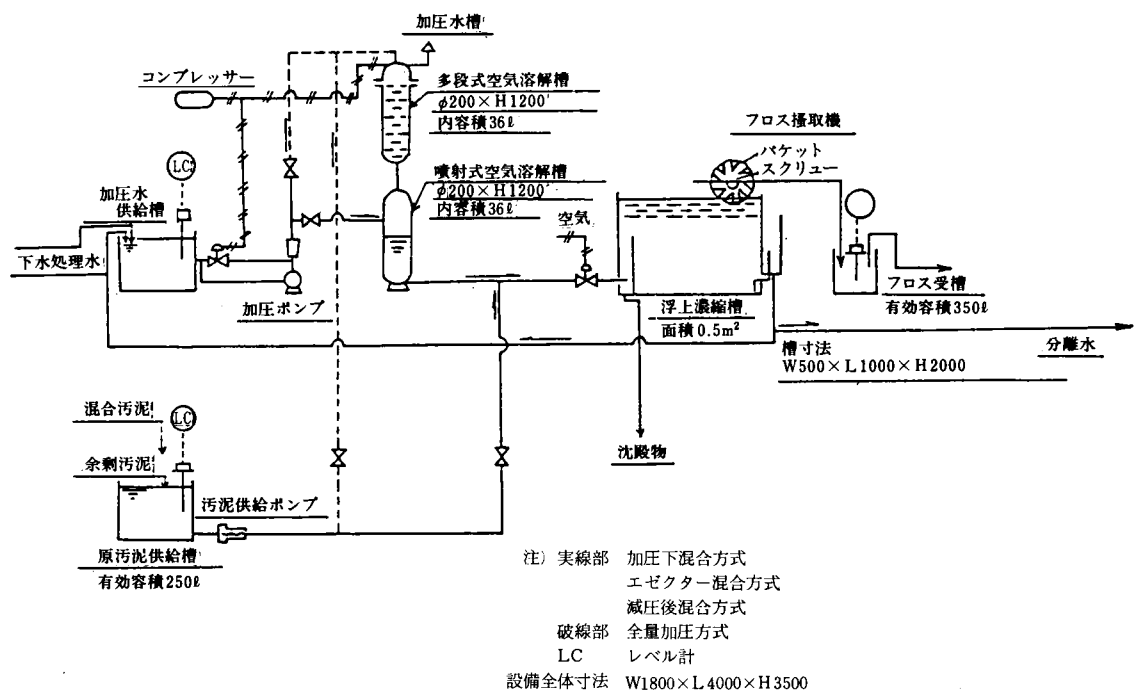 加圧水槽
コンプレッサー
多段式空気溶解槽
φ200×H1200
内容積36ℓ
フロス掻取機
バケット
スクリュー
LC
噴射式空気溶解槽
φ200×H1200
内容積36ℓ
加圧水
供給槽
空気
下水処理水
加圧ポンプ
浮上濃縮槽
面積0.5m²
フロス受槽
有効容積350ℓ
分離水
槽寸法
W500×L1000×H2000
混合汚泥
LC
余剰汚泥
沈殿物
汚泥供給ポンプ
原汚泥供給槽
有効容積250ℓ
注) 実線部 加圧下混合方式
エゼクター混合方式
減圧後混合方式
破線部 全量加圧方式
LC レベル計
設備全体寸法 W1800×L4000×H3500